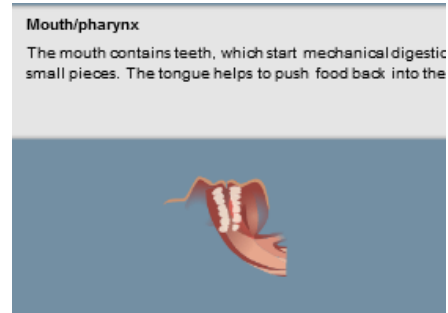 Mouth/pharynx
The mouth contains teeth, which start mechanical digestic
small pieces. The tongue helps to push food back into the